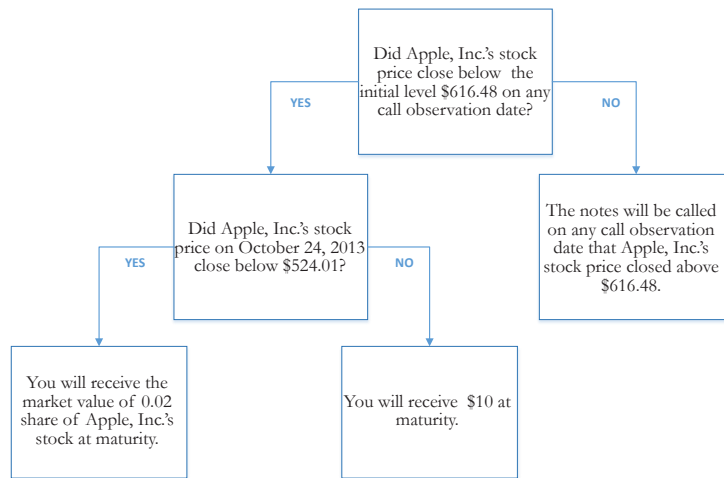 Did Apple, Inc.'s stock
price close below the
initial level $616.48 on any
call observation date?
YES
NO
Did Apple, Inc.'s stock
price on October 24, 2013
close below $524.01?
The notes will be called
on any call observation
date that Apple, Inc.'s
stock price closed above
$616.48.
YES
NO
You will receive the
market value of 0.02
share of Apple, Inc.'s
stock at maturity.
You will receive $10 at
maturity.